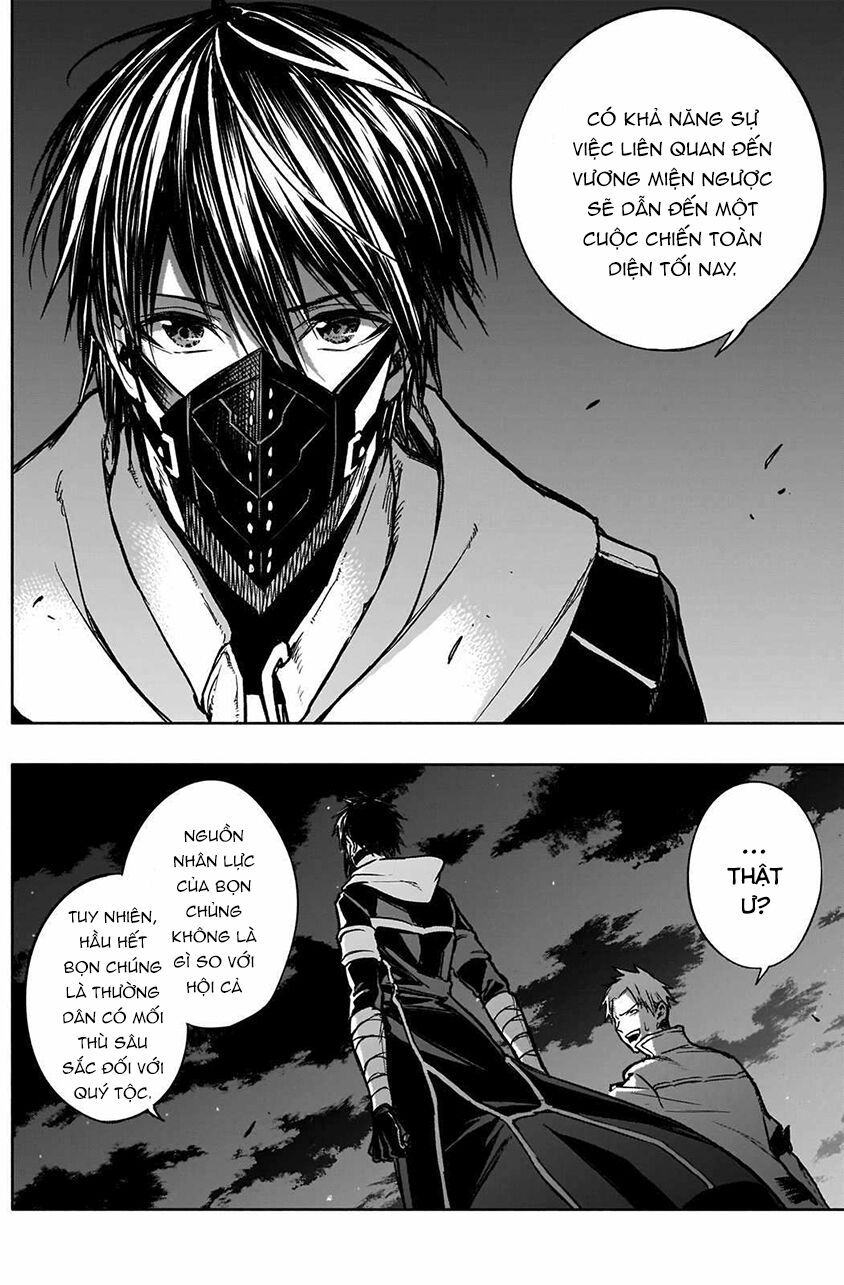 CÓ KHẢ NĂNG SỰ
VIỆC LIÊN QUAN ĐẾN
VƯƠNG MIỆN NGƯỢC
SẼ DẪN ĐẾN MỘT
CUỘC CHIẾN TOÀN
DIỆN TỐI NAY.
...
THẬT
Ư?
NGUỒN
NHÂN LỰC
CỦA BỌN
CHỦNG
KHÔNG LÀ
GÌ SO VỚI
HỘI CẢ
TUY NHIÊN,
HẦU HẾT
BỌN CHÚNG
LÀ THƯỜNG
DÂN CÓ MỐI
THÙ SÂU
SẮC ĐỐI VỚI
QUÝ TỘC.